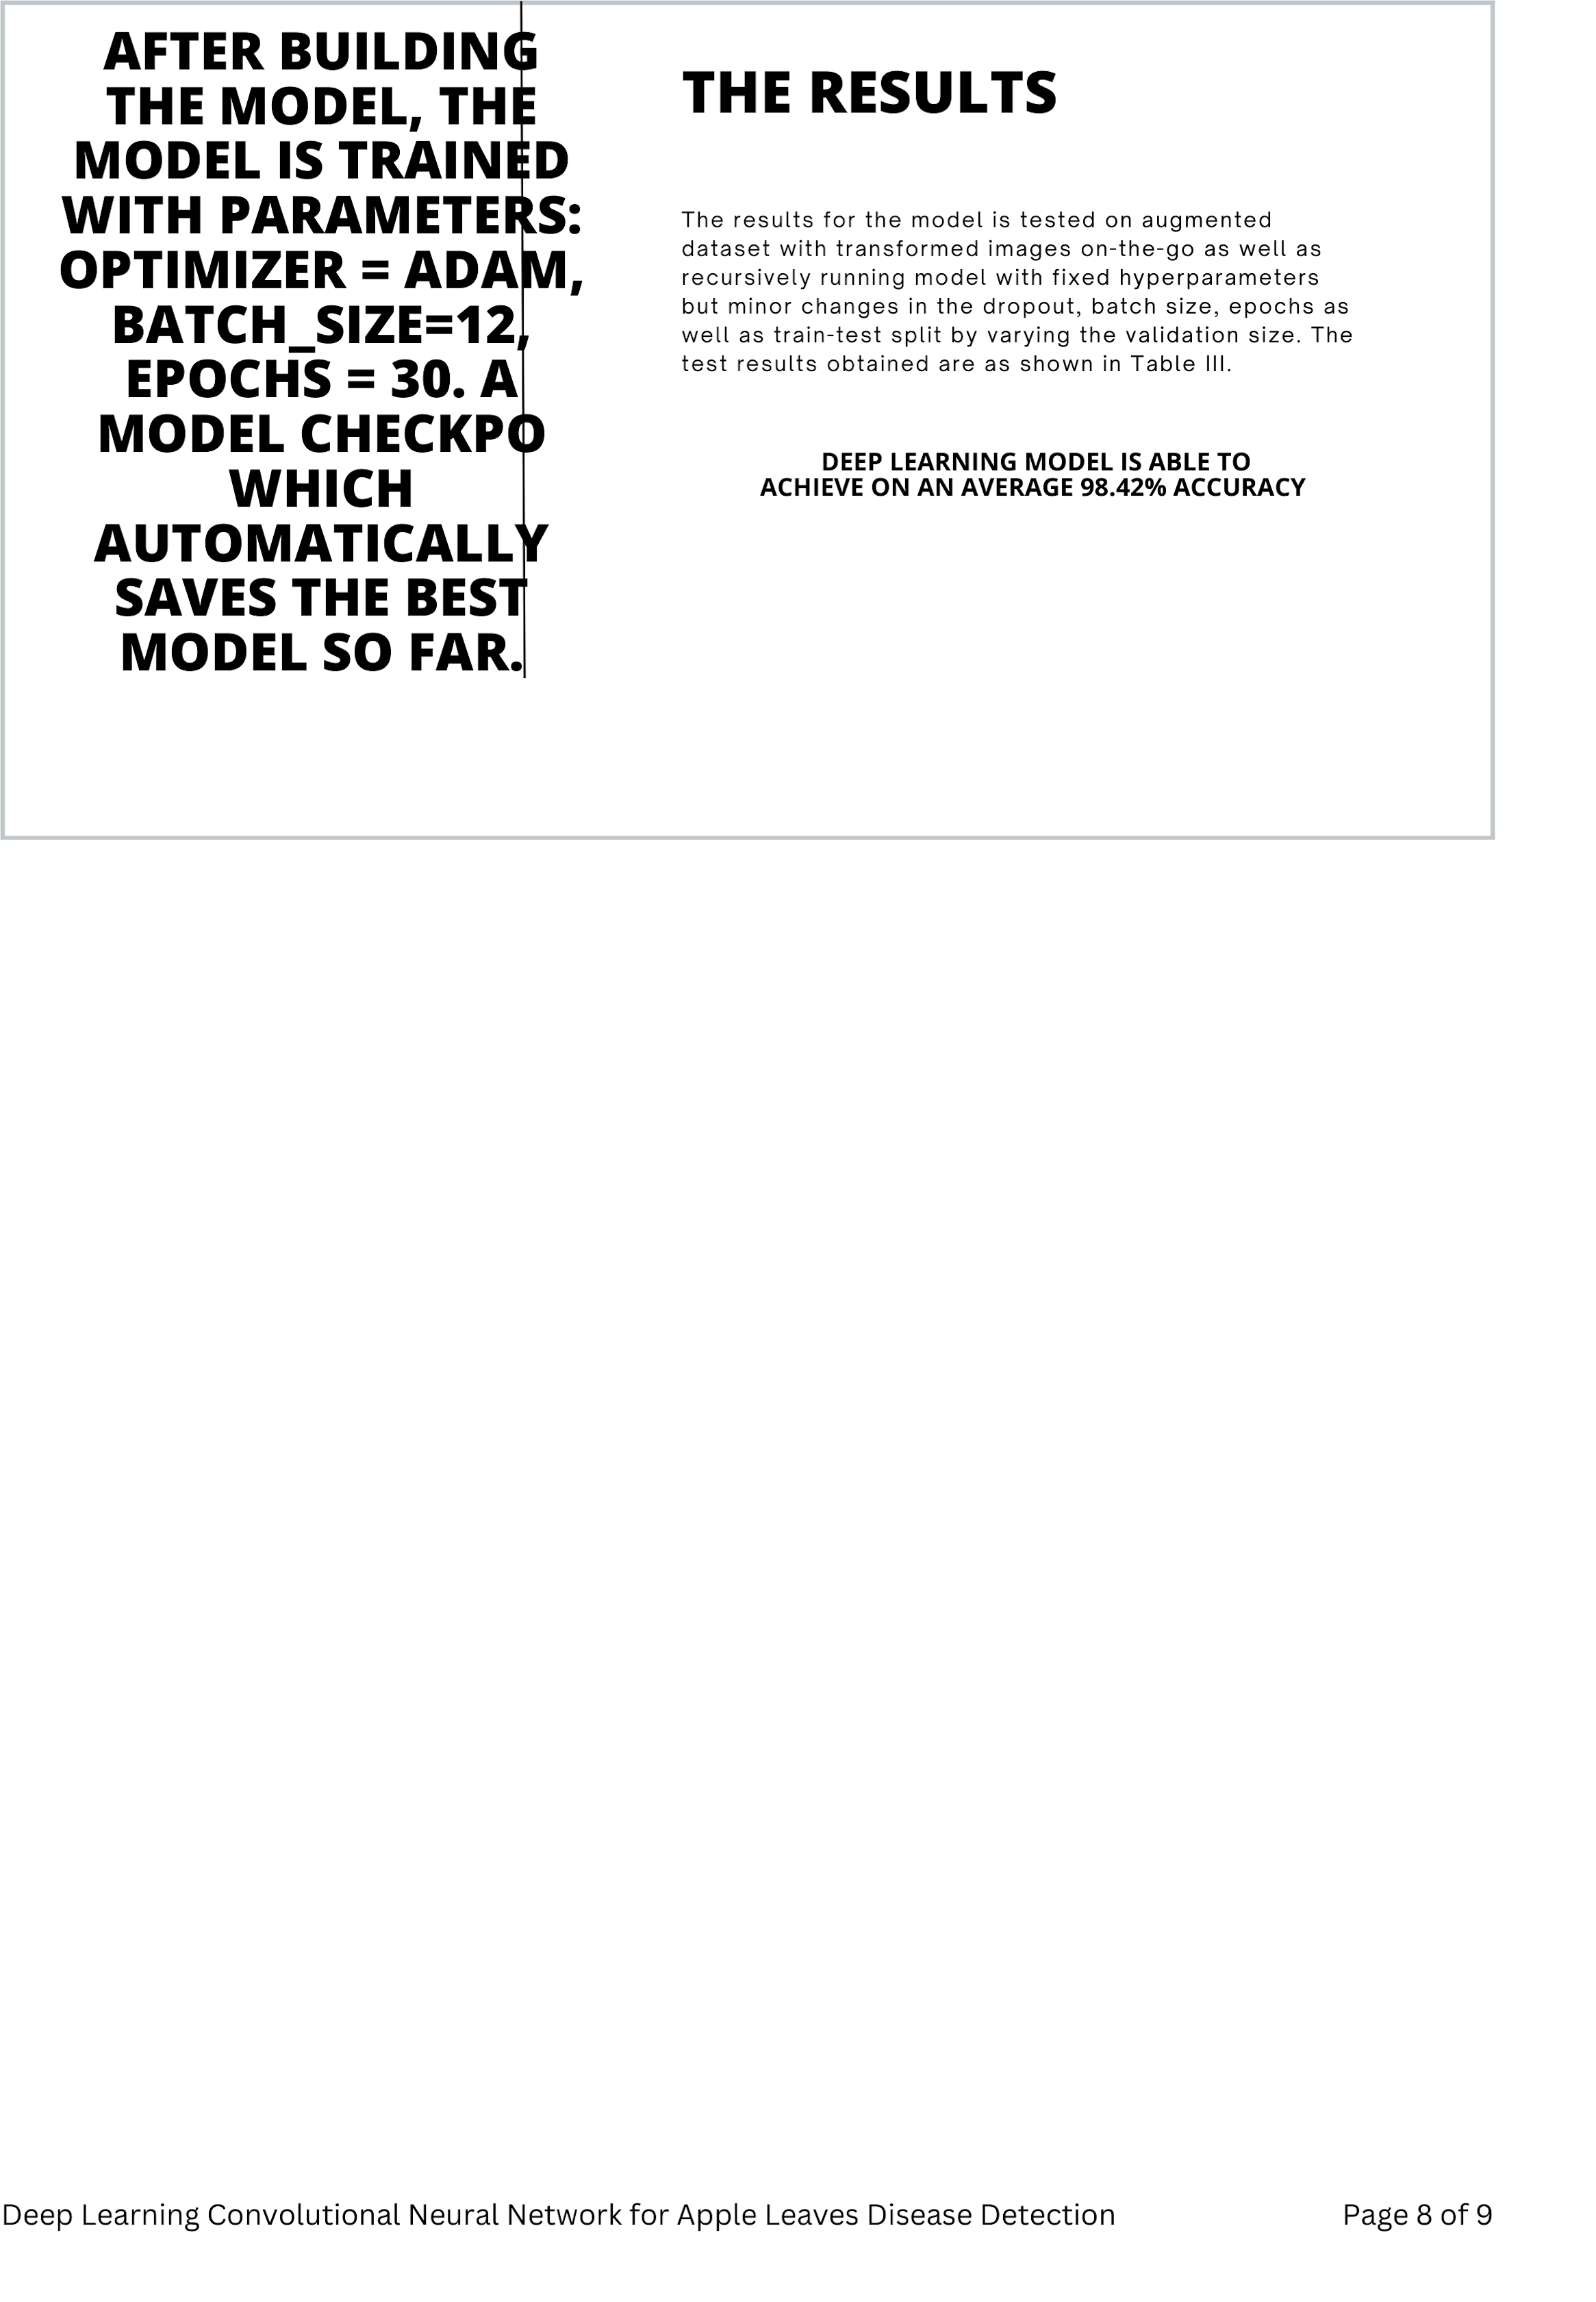 AFTER BUILDING
THE MODEL, THE
MODEL IS TRAINED
WITH PARAMETERS:
OPTIMIZER = ADAM,
BATCH_SIZE=12,
EPOCHS = 30. A
MODEL CHECKPO
WHICH
AUTOMATICALLY
SAVES THE BEST
MODEL SO FAR.
THE RESULTS
The results for the model is tested on augmented
dataset with transformed images on-the-go as well as
recursively running model with fixed hyperparameters
but minor changes in the dropout, batch size, epochs as
well as train-test split by varying the validation size. The
test results obtained are as shown in Table III.
DEEP LEARNING MODEL IS ABLE TO
ACHIEVE ON AN AVERAGE 98.42% ACCURACY
Deep Learning Convolutional Neural Network for Apple Leaves Disease Detection
Page 8 of 9